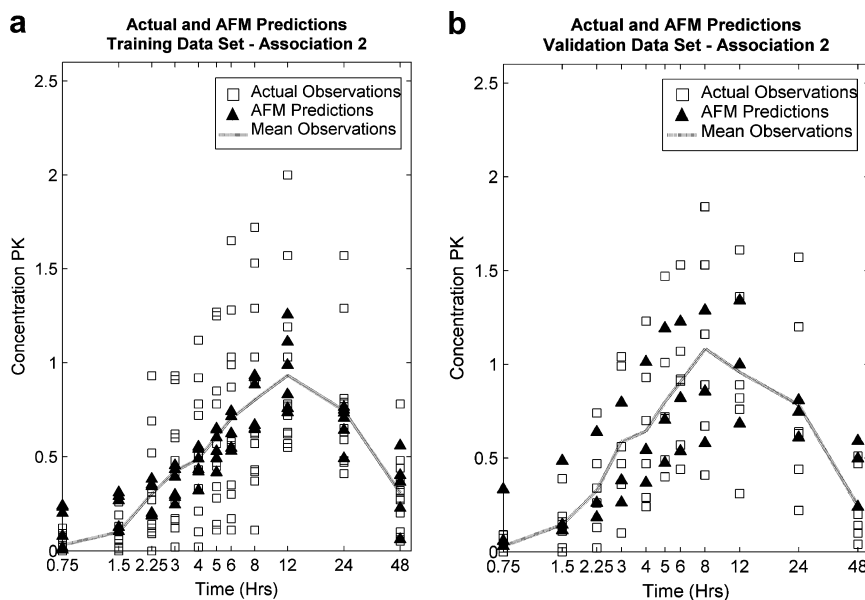 a
Actual and AFM Predictions
Training Data Set - Association 2
2.5
2
1.5
1
0.5
0
Concentration PK
Actual Observations
AFM Predictions
Mean Observations
0.75 1.5 2.25 3 4 5 6 8 12 24 48
Time (Hrs)
b
Actual and AFM Predictions
Validation Data Set - Association 2
2.5
2
1.5
1
0.5
0
Concentration PK
Actual Observations
AFM Predictions
Mean Observations
0.75 1.5 2.25 3 4 5 6 8 12 24 48
Time (Hrs)